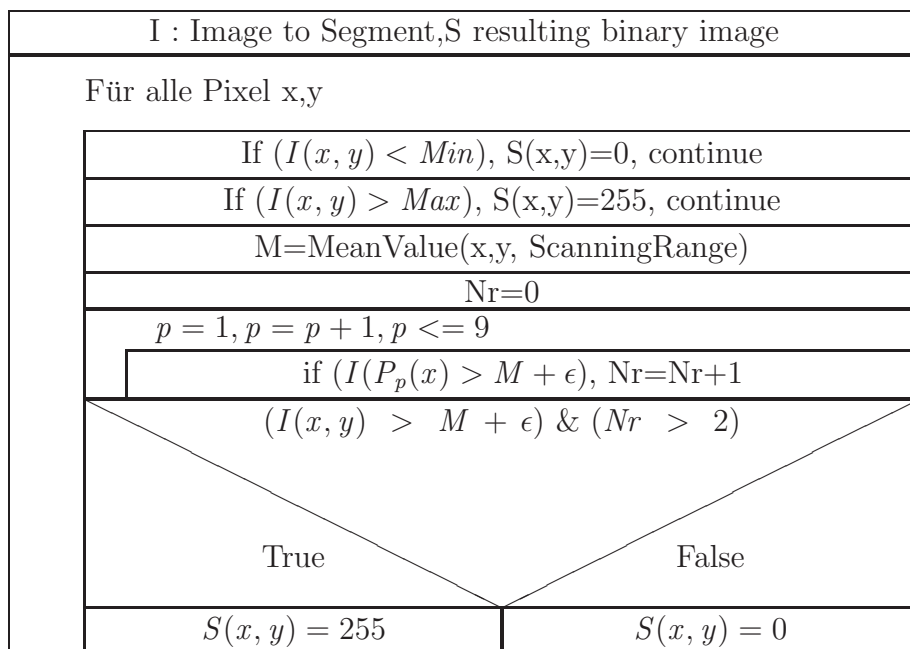 I : Image to Segment,S resulting binary image
Für alle Pixel x,y
If (I(x, y) < Min), S(x,y)=0, continue
If (I(x, y) > Max), S(x,y)=255, continue
M=MeanValue(x,y, ScanningRange)
Nr=0
p = 1, p = p + 1, p <= 9
if (I(P_p(x) > M + ϵ), Nr=Nr+1
(I(x, y) > M + ϵ) & (Nr > 2)
True False
S(x, y) = 255 S(x, y) = 0